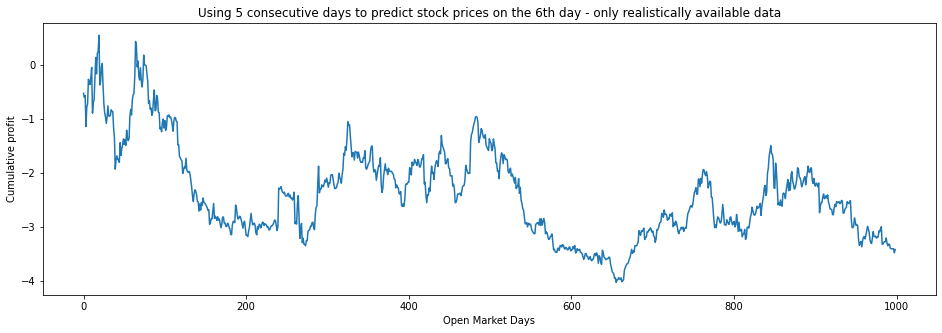 Using 5 consecutive days to predict stock prices on the 6th day - only realistically available data
Cumulative profit
0
−1
−2
−3
−4
0 200 400 600 800 1000
Open Market Days